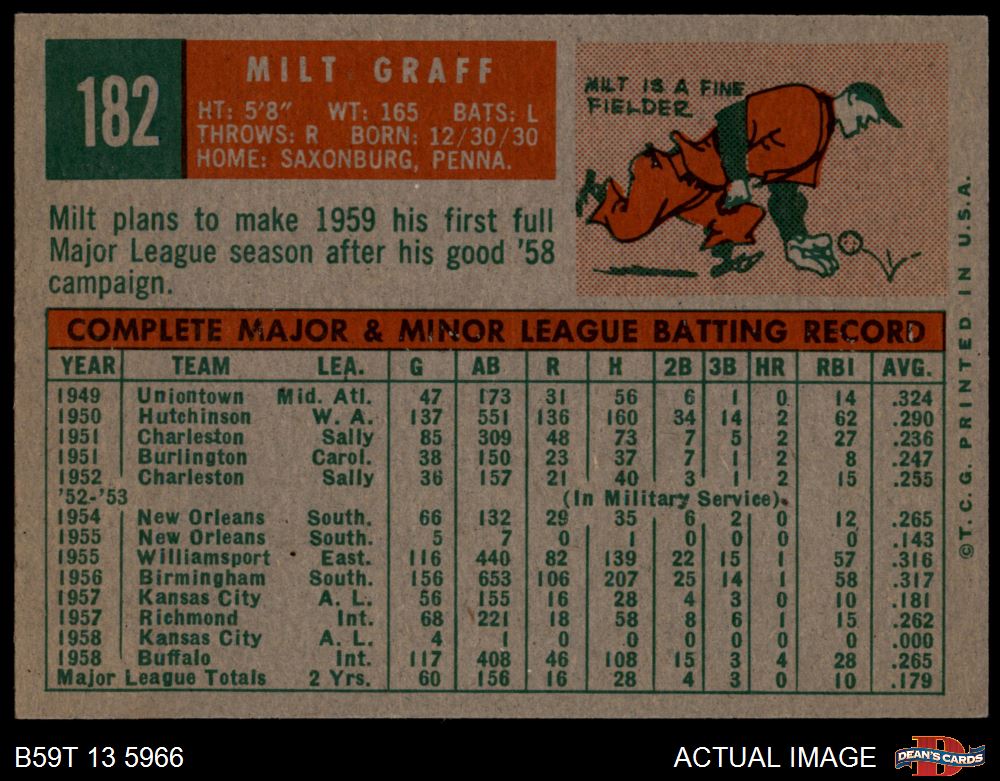 182
MILT GRAFF
HT: 5'8" WT: 165 BATS: L
THROWS: R BORN: 12/30/30
HOME: SAXONBURG, PENNA.
MILT IS A FINE
FIELDER
Milt plans to make 1959 his first full
Major League season after his good '58
campaign.
COMPLETE MAJOR & MINOR LEAGUE BATTING RECORD
YEAR TEAM LEA. G AB R H 2B 3B HR RBI AVG.
1949 Uniontown Mid. Atl. 47 173 31 56 6 1 0 14 .324
1950 Hutchinson W. A. 137 551 136 160 34 14 2 62 .290
1951 Charleston Sally 85 309 48 73 7 5 2 27 .236
1951 Burlington Carol. 38 150 23 37 7 1 2 8 .247
1952 Charleston Sally 36 157 21 40 3 1 2 15 .255
'52-'53 (In Military Service).
1954 New Orleans South. 66 132 29 35 6 2 0 12 .265
1955 New Orleans South. 5 7 0 1 0 0 0 0 .143
1955 Williamsport East. 116 440 82 139 22 15 1 57 .316
1956 Birmingham South. 156 653 106 207 25 14 1 58 .317
1957 Kansas City A. L. 56 155 16 28 4 3 0 10 .181
1957 Richmond Int. 68 221 18 58 8 6 1 15 .262
1958 Kansas City A. L. 4 1 0 0 0 0 0 0 .000
1958 Buffalo Int. 117 408 46 108 15 3 4 28 .265
Major League Totals 2 Yrs. 60 156 16 28 4 3 0 10 .179
©T.C.G. PRINTED IN U.S.A.
B59T 13 5966
ACTUAL IMAGE
D
DEAN'S CARDS